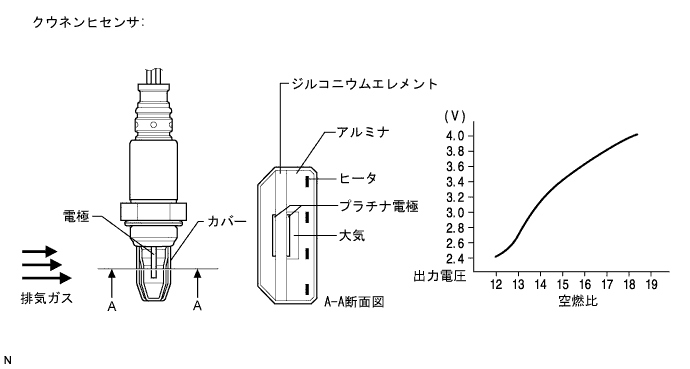 クウネンヒセンサ:
ジルコニウムエレメント
アルミナ
ヒータ
プラチナ電極
大気
A-A断面図
電極
カバー
排気ガス
A
A
(V)
4.0
3.8
3.6
3.4
3.2
3.0
2.8
2.6
2.4
出力電圧
12 13 14 15 16 17 18 19
空燃比
N